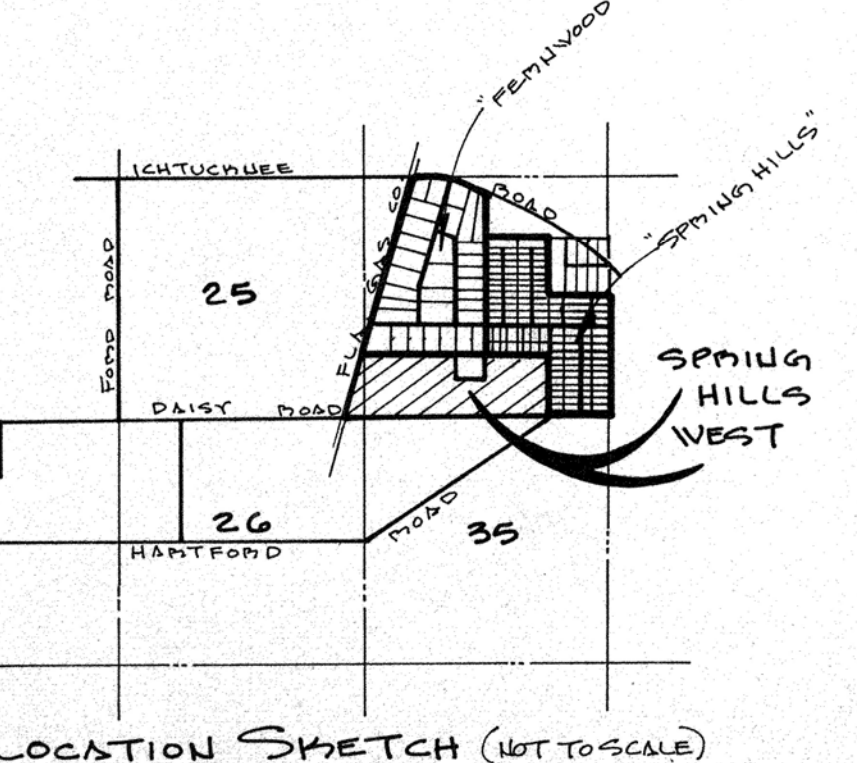 "FERNWOOD
ICHTUCKNEE ROAD
"SPRING HILLS"
FORD ROAD
25
FLA GAS CO.
SPRING
HILLS
WEST
DAISY ROAD
26
ROAD
35
HARTFORD
LOCATION SKETCH (NOT TO SCALE)